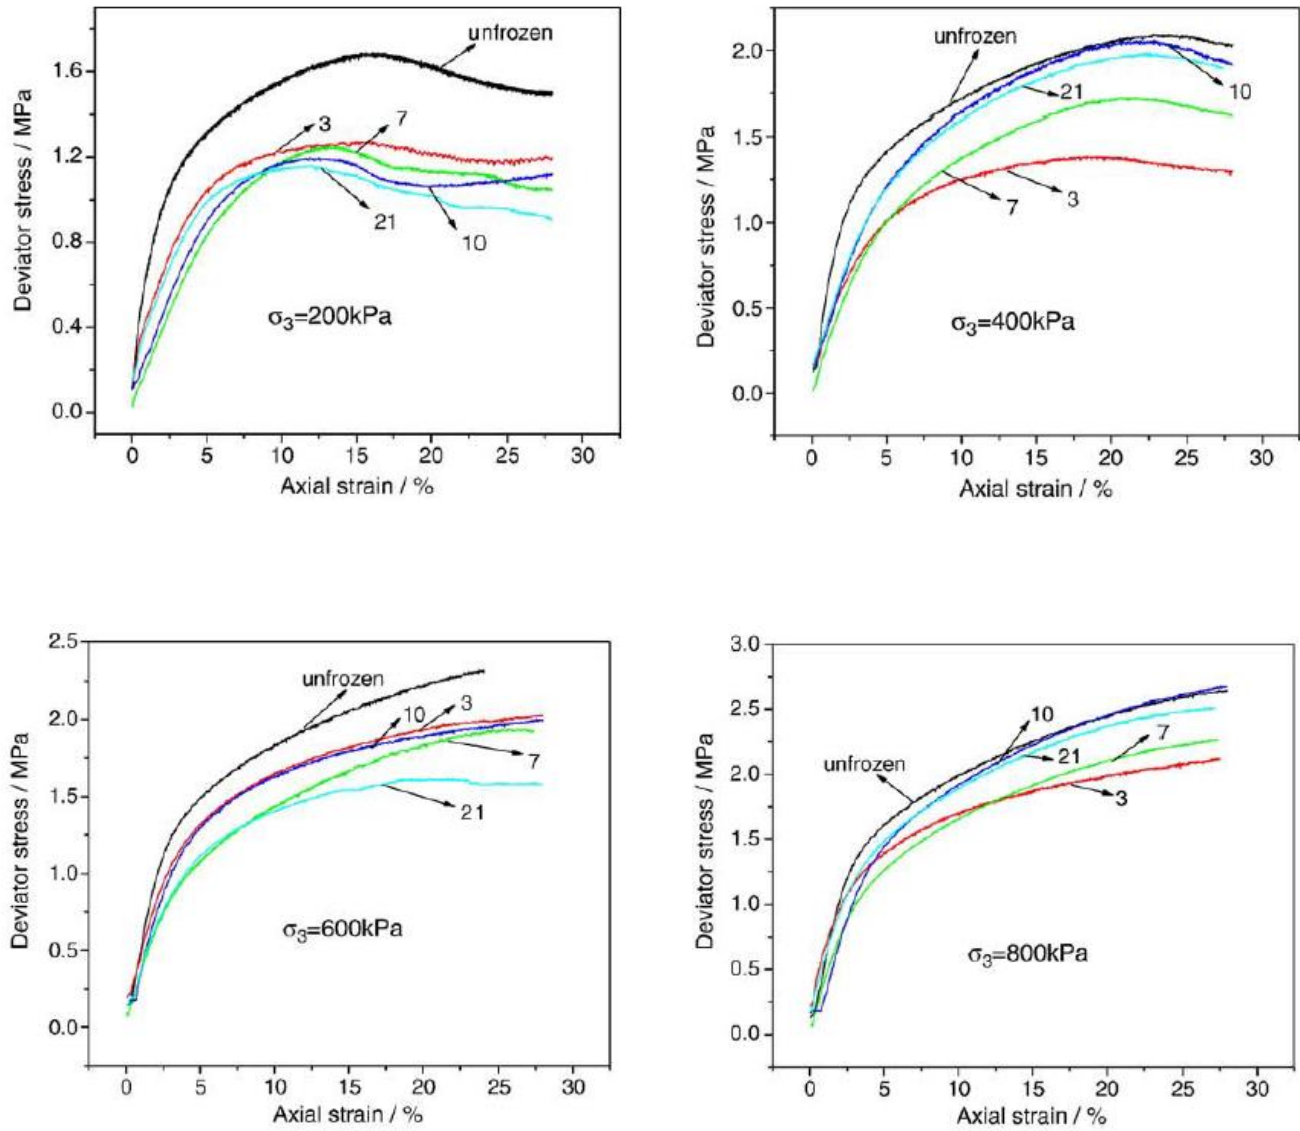 unfrozen
1.6
3
7
1.2
Deviator stress / MPa
0.8
21
10
σ3=200kPa
0.4
0.0
0 5 10 15 20 25 30
Axial strain / %
2.0
unfrozen
21
10
1.5
Deviator stress / MPa
1.0
7
3
0.5
σ3=400kPa
0.0
0 5 10 15 20 25 30
Axial strain / %
2.5
unfrozen
2.0
10
3
7
1.5
21
Deviator stress / MPa
1.0
σ3=600kPa
0.5
0.0
0 5 10 15 20 25 30
Axial strain / %
3.0
2.5
10
7
21
unfrozen
2.0
3
Deviator stress / MPa
1.5
1.0
σ3=800kPa
0.5
0.0
0 5 10 15 20 25 30
Axial strain / %